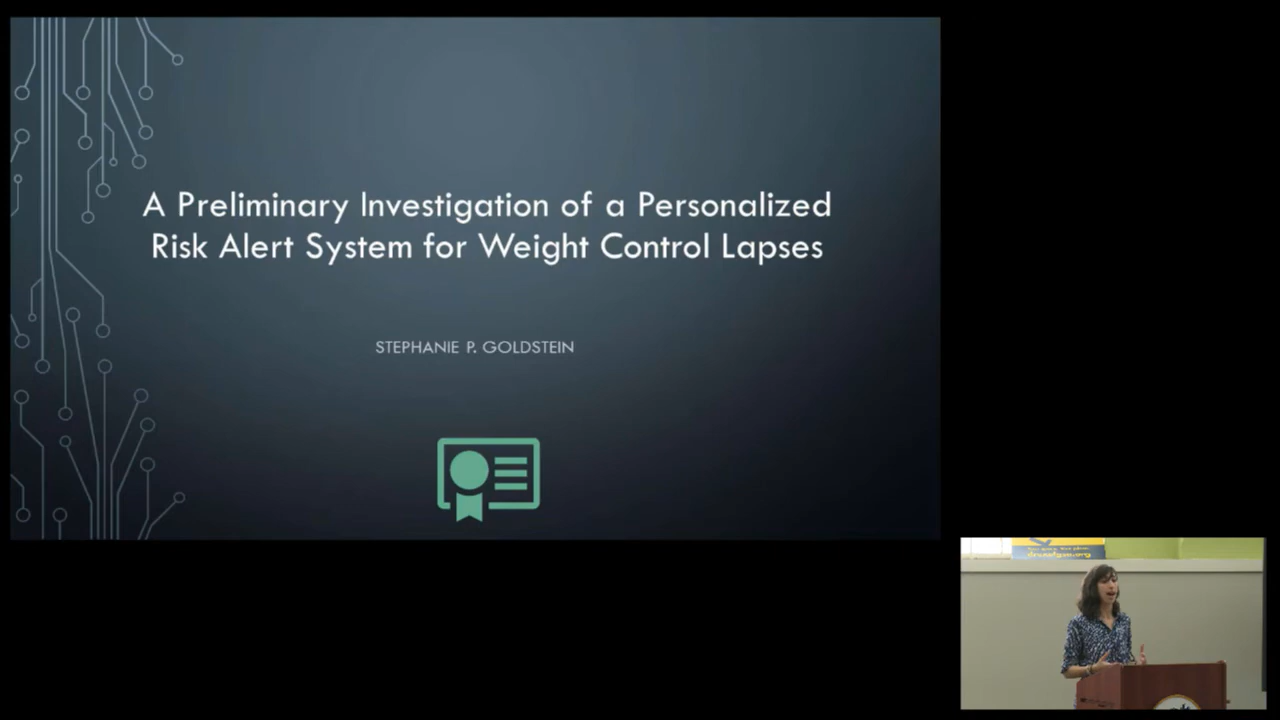 A Preliminary Investigation of a Personalized
Risk Alert System for Weight Control Lapses
STEPHANIE P. GOLDSTEIN